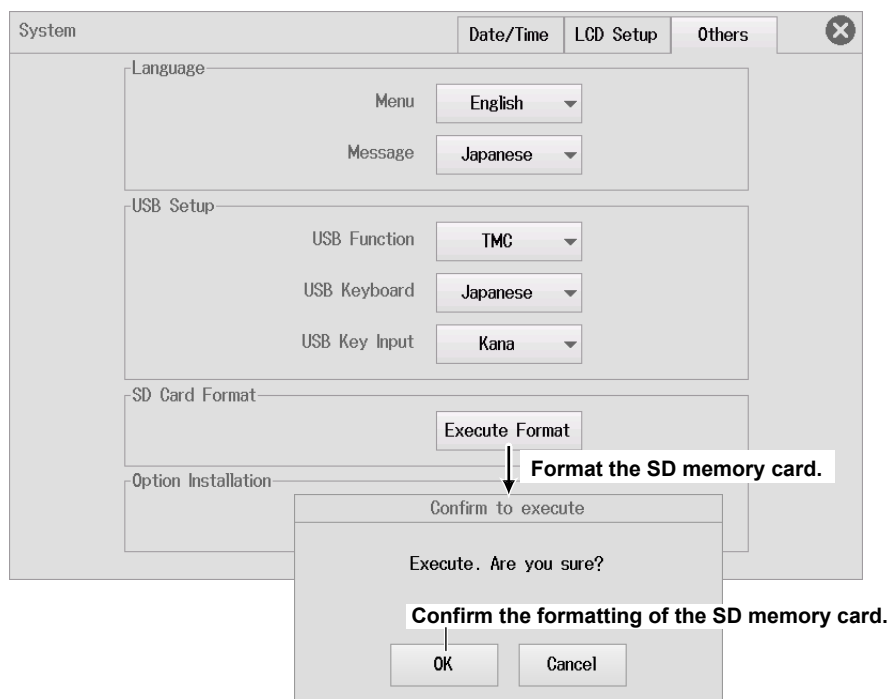 System
Date/Time
LCD Setup
Others
Language
Menu
English
Message
Japanese
USB Setup
USB Function
TMC
USB Keyboard
Japanese
USB Key Input
Kana
SD Card Format
Execute Format
Format the SD memory card.
Option Installation
Confirm to execute
Execute. Are you sure?
Confirm the formatting of the SD memory card.
OK
Cancel